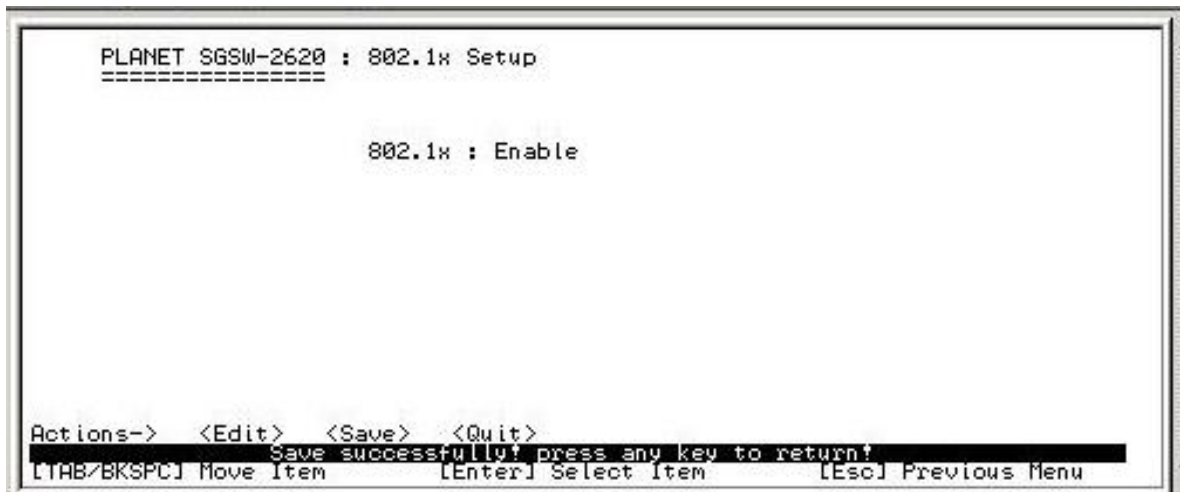 PLANET SGSW-2620 : 802.1x Setup
================
802.1x : Enable
Actions-> <Edit> <Save> <Quit>
Save successfully! press any key to return!
[TAB/BKSPC] Move Item [Enter] Select Item [Esc] Previous Menu